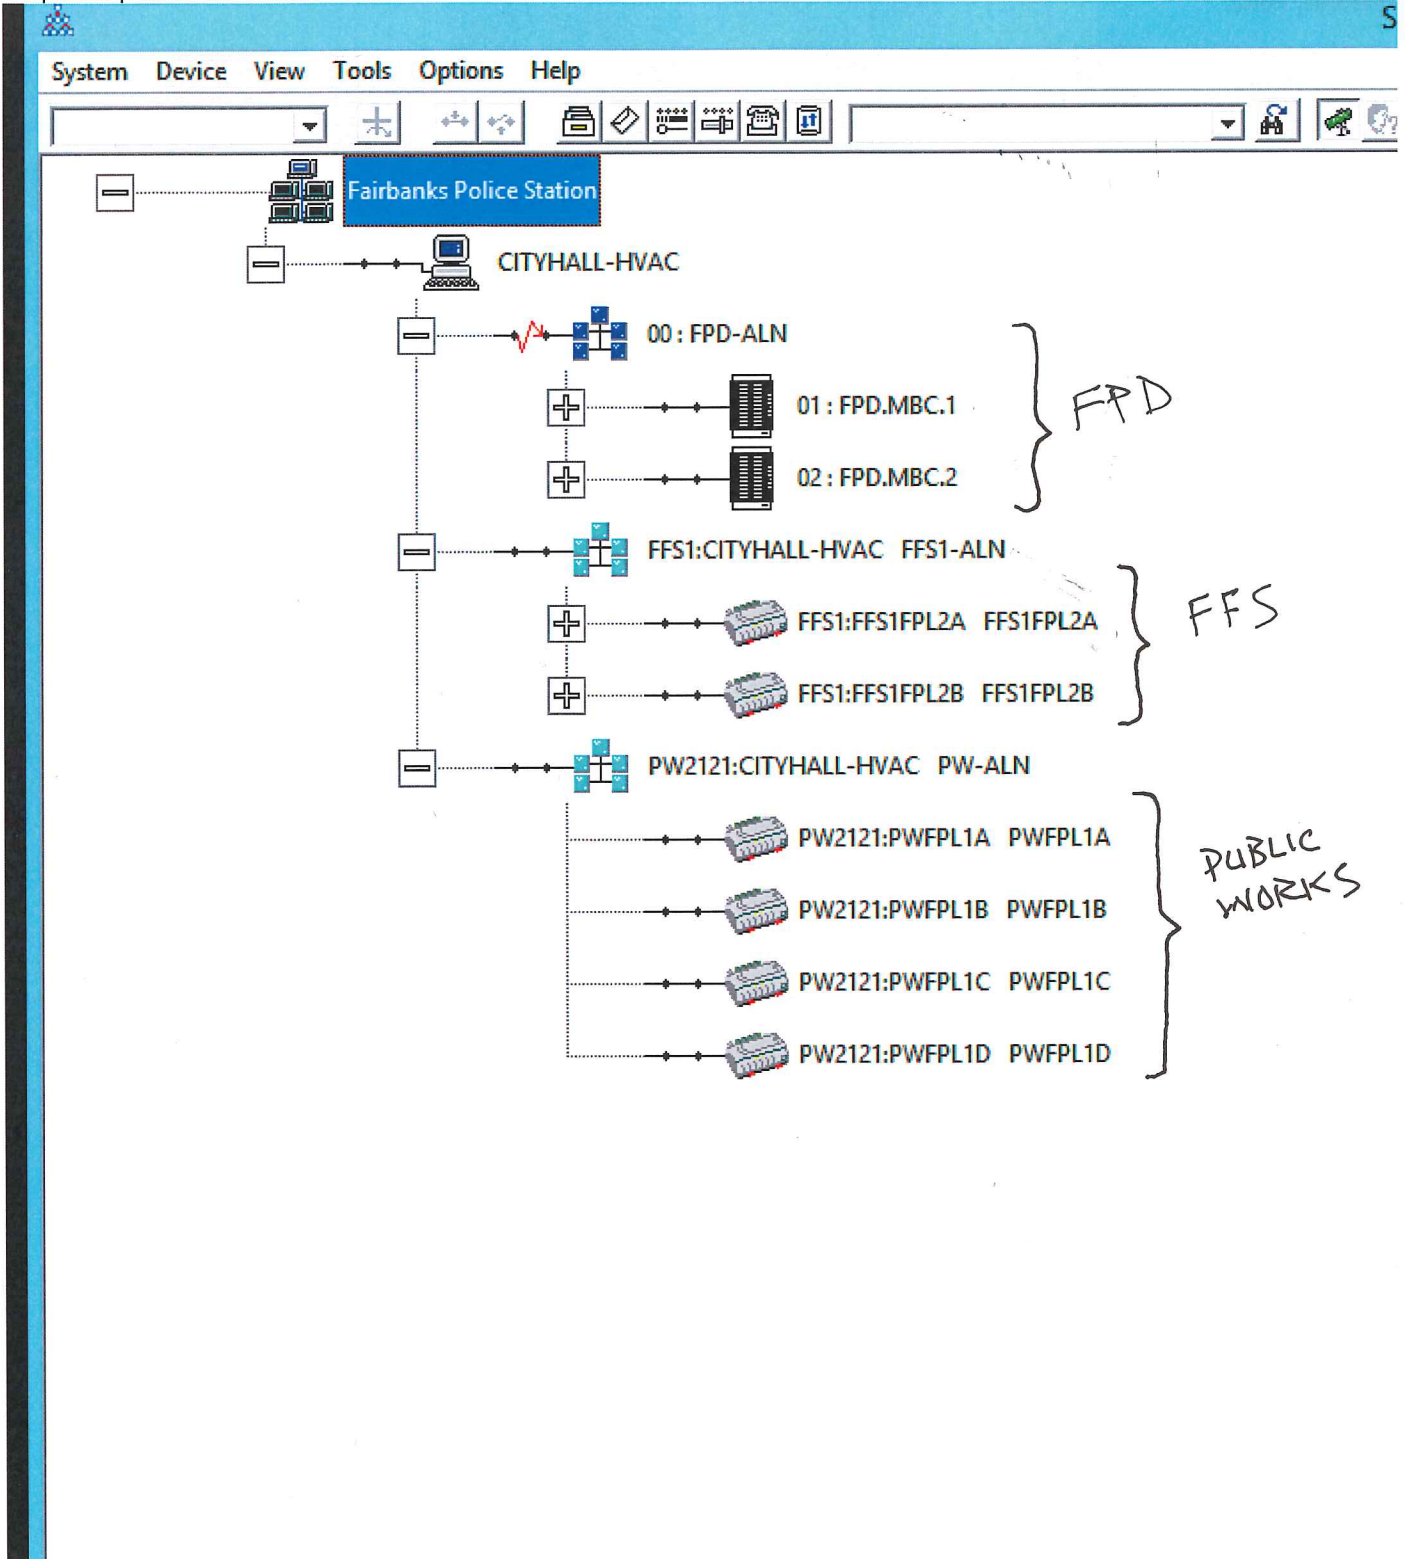 S
System Device View Tools Options Help
Fairbanks Police Station
CITYHALL-HVAC
00 : FPD-ALN
01 : FPD.MBC.1
FPD
02 : FPD.MBC.2
FFS1:CITYHALL-HVAC FFS1-ALN
FFS1:FFS1FPL2A FFS1FPL2A
FFS
FFS1:FFS1FPL2B FFS1FPL2B
PW2121:CITYHALL-HVAC PW-ALN
PW2121:PWFPL1A PWFPL1A
PUBLIC
WORKS
PW2121:PWFPL1B PWFPL1B
PW2121:PWFPL1C PWFPL1C
PW2121:PWFPL1D PWFPL1D